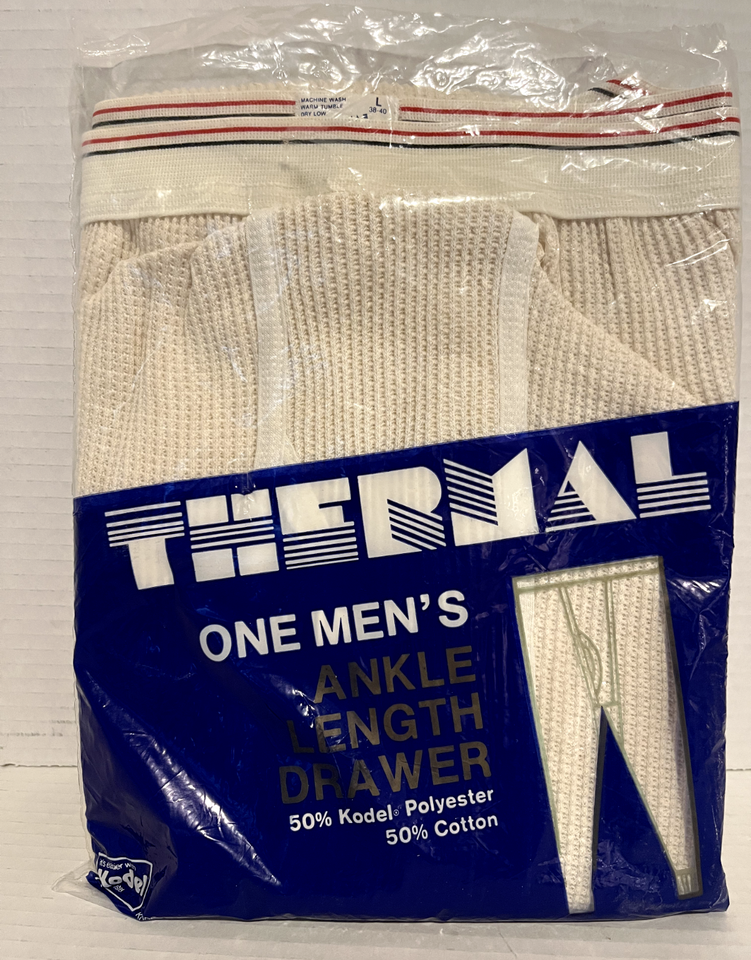 MACHINE WASH
WARM TUMBLE
DRY LOW
L
38-40
THERMAL
ONE MEN'S
ANKLE
LENGTH
DRAWER
50% Kodel® Polyester
50% Cotton
Kodel